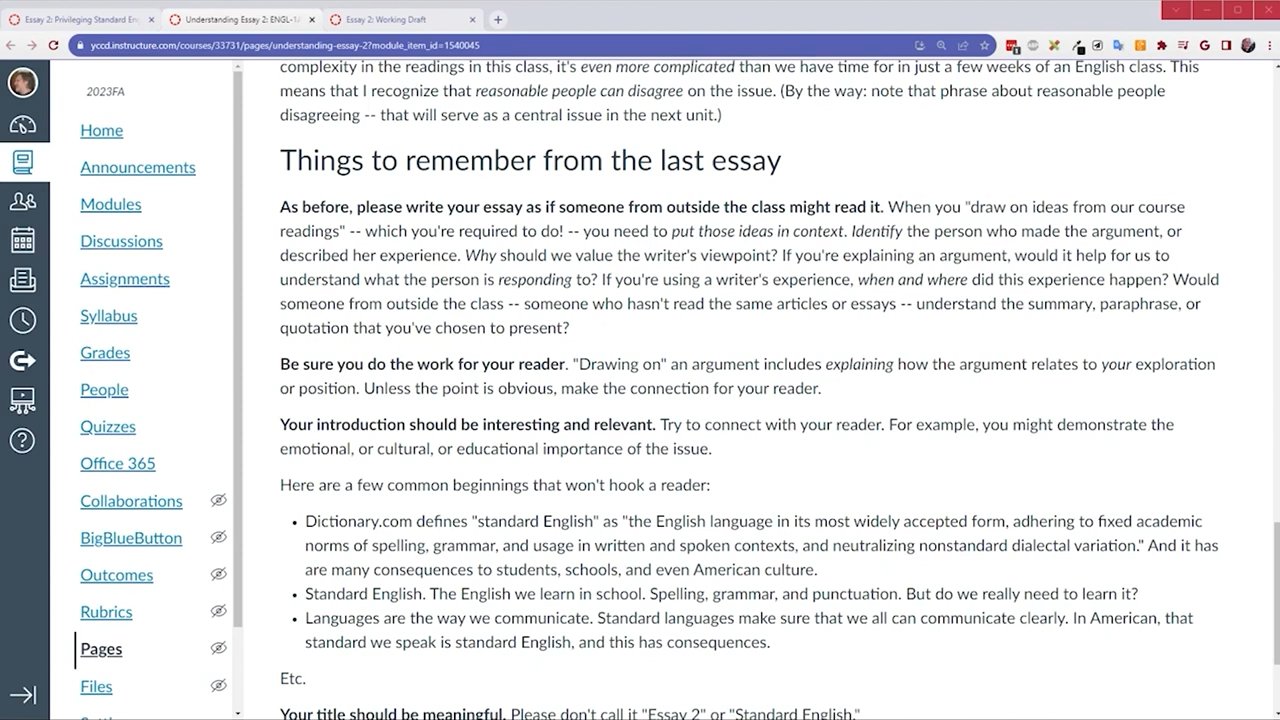 Essay 2: Privileging Standard En
Understanding Essay 2: ENGL-1A
Essay 2: Working Draft
yccd.instructure.com/courses/33731/pages/understanding-essay-2?module_item_id=1540045
2023FA
Home
Announcements
Modules
Discussions
Assignments
Syllabus
Grades
People
Quizzes
Office 365
Collaborations
BigBlueButton
Outcomes
Rubrics
Pages
Files
complexity in the readings in this class, it's even more complicated than we have time for in just a few weeks of an English class. This
means that I recognize that reasonable people can disagree on the issue. (By the way: note that phrase about reasonable people
disagreeing -- that will serve as a central issue in the next unit.)
Things to remember from the last essay
As before, please write your essay as if someone from outside the class might read it. When you "draw on ideas from our course
readings" -- which you're required to do! -- you need to put those ideas in context. Identify the person who made the argument, or
described her experience. Why should we value the writer's viewpoint? If you're explaining an argument, would it help for us to
understand what the person is responding to? If you're using a writer's experience, when and where did this experience happen? Would
someone from outside the class -- someone who hasn't read the same articles or essays -- understand the summary, paraphrase, or
quotation that you've chosen to present?
Be sure you do the work for your reader. "Drawing on" an argument includes explaining how the argument relates to your exploration
or position. Unless the point is obvious, make the connection for your reader.
Your introduction should be interesting and relevant. Try to connect with your reader. For example, you might demonstrate the
emotional, or cultural, or educational importance of the issue.
Here are a few common beginnings that won't hook a reader:
• Dictionary.com defines "standard English" as "the English language in its most widely accepted form, adhering to fixed academic
norms of spelling, grammar, and usage in written and spoken contexts, and neutralizing nonstandard dialectal variation." And it has
are many consequences to students, schools, and even American culture.
• Standard English. The English we learn in school. Spelling, grammar, and punctuation. But do we really need to learn it?
• Languages are the way we communicate. Standard languages make sure that we all can communicate clearly. In American, that
standard we speak is standard English, and this has consequences.
Etc.
Your title should be meaningful. Please don't call it "Essay 2" or "Standard English."